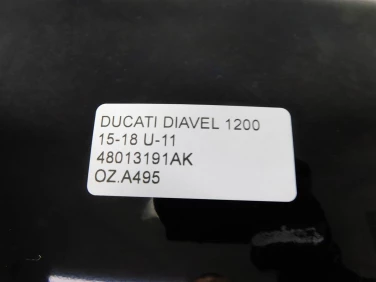 DUCATI DIAVEL 1200
15-18 U-11
48013191AK
OZ.A495